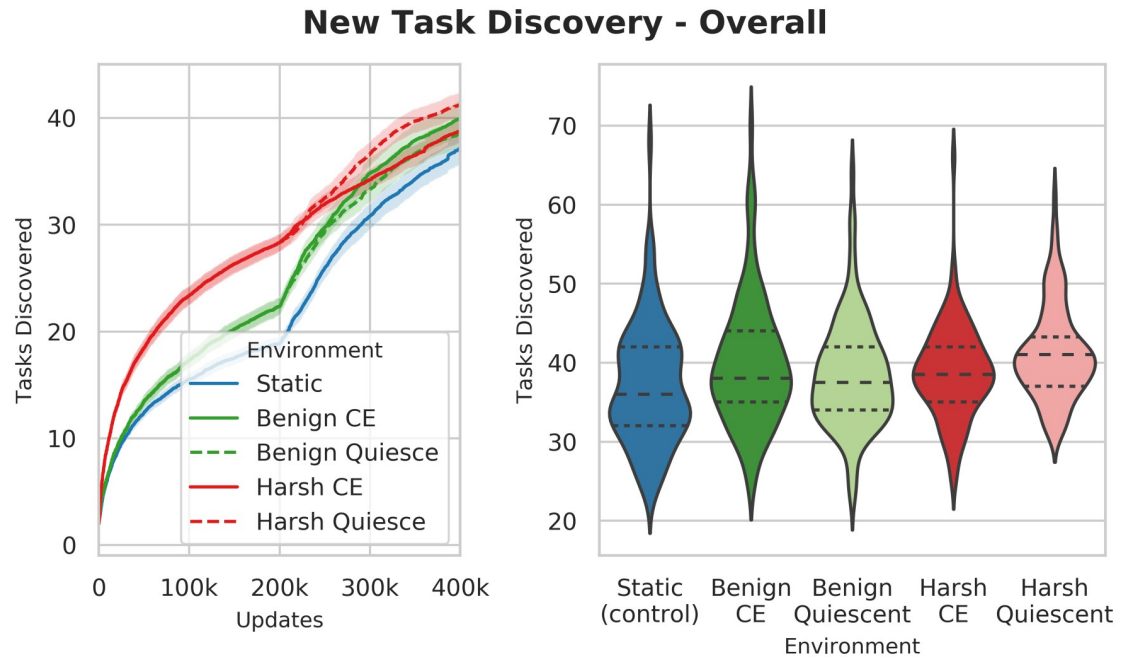 New Task Discovery - Overall
Tasks Discovered
40
30
20
10
0
0 100k 200k 300k 400k
Updates
Environment
Static
Benign CE
Benign Quiesce
Harsh CE
Harsh Quiesce
Tasks Discovered
70
60
50
40
30
20
Static Benign Benign Harsh Harsh
(control) CE Quiescent CE Quiescent
Environment